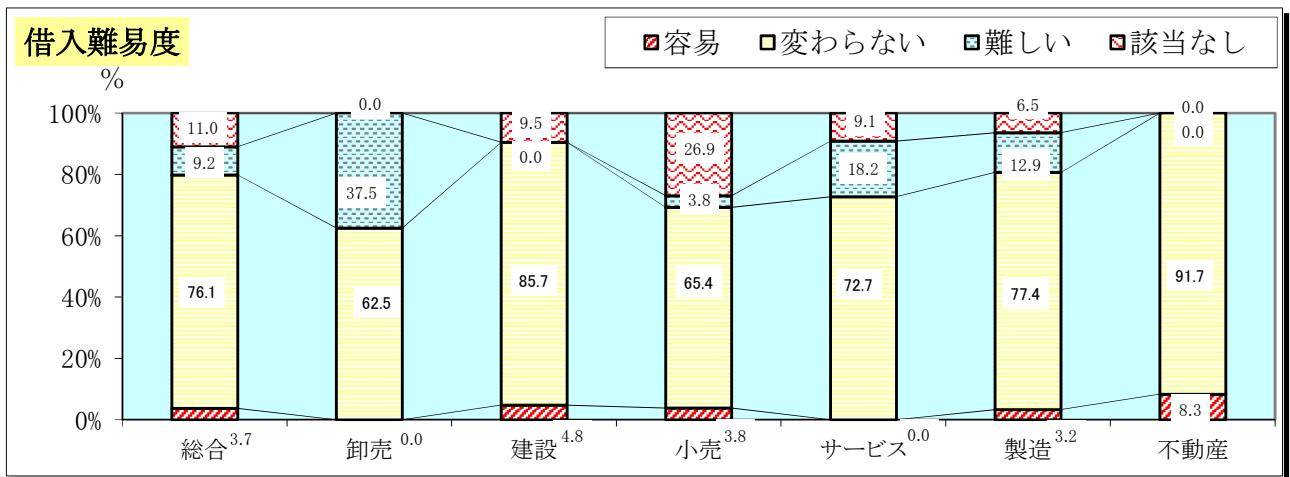 借入難易度
容易 変わらない 難しい 該当なし
%
100%
80%
60%
40%
20%
0%
11.0 0.0 9.5 26.9 9.1 6.5 0.0
9.2 37.5 0.0 3.8 18.2 12.9 0.0
76.1 62.5 85.7 65.4 72.7 77.4 91.7
3.7 0.0 4.8 3.8 0.0 3.2 8.3
総合 卸売 建設 小売 サービス 製造 不動産